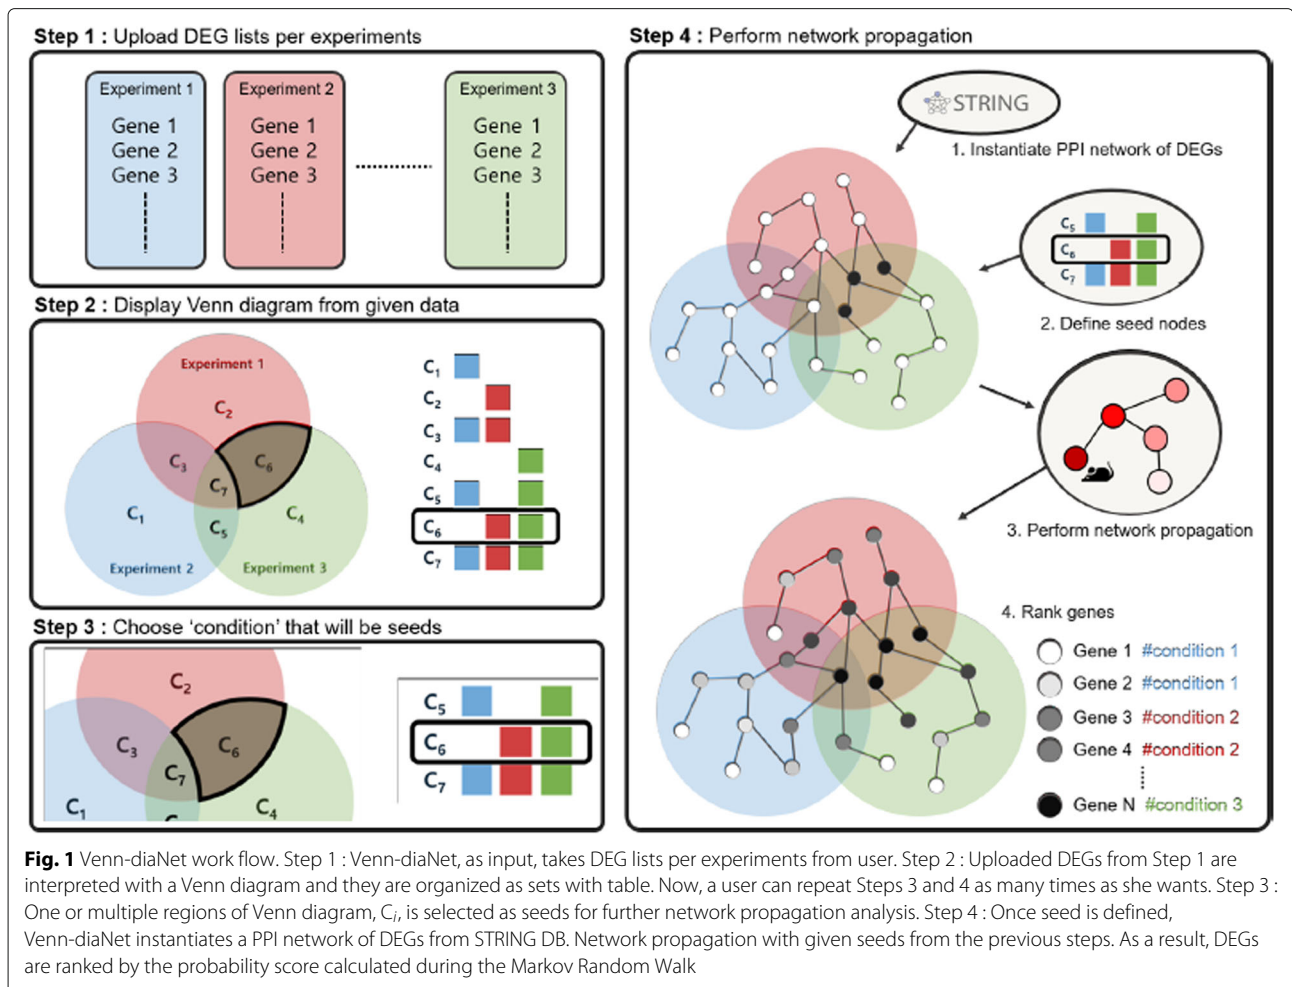 Step 1 : Upload DEG lists per experiments
Experiment 1
Gene 1
Gene 2
Gene 3
Experiment 2
Gene 1
Gene 2
Gene 3
Experiment 3
Gene 1
Gene 2
Gene 3
Step 2 : Display Venn diagram from given data
Experiment 1
C2
C3
C6
C7
C1
C5
C4
Experiment 2
Experiment 3
C1
C2
C3
C4
C5
C6
C7
Step 3 : Choose ‘condition’ that will be seeds
C2
C3
C6
C7
C1
C4
C5
C6
C7
Step 4 : Perform network propagation
STRING
1. Instantiate PPI network of DEGs
C5
C6
C7
2. Define seed nodes
3. Perform network propagation
4. Rank genes
Gene 1 #condition 1
Gene 2 #condition 1
Gene 3 #condition 2
Gene 4 #condition 2
Gene N #condition 3
Fig. 1 Venn-diaNet work flow. Step 1 : Venn-diaNet, as input, takes DEG lists per experiments from user. Step 2 : Uploaded DEGs from Step 1 are
interpreted with a Venn diagram and they are organized as sets with table. Now, a user can repeat Steps 3 and 4 as many times as she wants. Step 3 :
One or multiple regions of Venn diagram, Ci, is selected as seeds for further network propagation analysis. Step 4 : Once seed is defined,
Venn-diaNet instantiates a PPI network of DEGs from STRING DB. Network propagation with given seeds from the previous steps. As a result, DEGs
are ranked by the probability score calculated during the Markov Random Walk